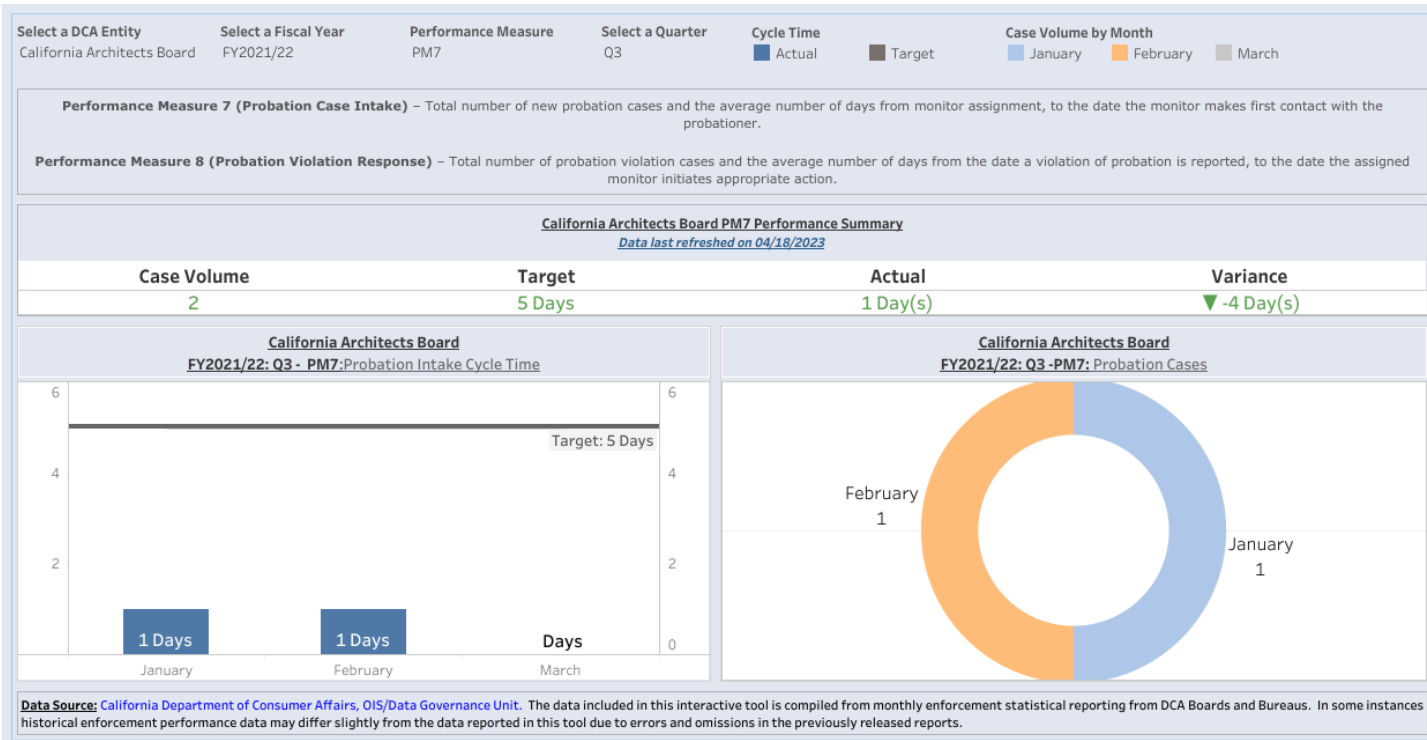 Select a DCA Entity
Select a Fiscal Year
Performance Measure
Select a Quarter
Cycle Time
Case Volume by Month
California Architects Board
FY2021/22
PM7
Q3
Actual
Target
January
February
March
Performance Measure 7 (Probation Case Intake) – Total number of new probation cases and the average number of days from monitor assignment, to the date the monitor makes first contact with the
probationer.
Performance Measure 8 (Probation Violation Response) – Total number of probation violation cases and the average number of days from the date a violation of probation is reported, to the date the assigned
monitor initiates appropriate action.
California Architects Board PM7 Performance Summary
Data last refreshed on 04/18/2023
Case Volume
Target
Actual
Variance
2
5 Days
1 Day(s)
▼ -4 Day(s)
California Architects Board
FY2021/22: Q3 - PM7:Probation Intake Cycle Time
6
6
Target: 5 Days
4
4
2
2
1 Days
1 Days
Days
0
January
February
March
California Architects Board
FY2021/22: Q3 -PM7: Probation Cases
February
1
January
1
Data Source: California Department of Consumer Affairs, OIS/Data Governance Unit. The data included in this interactive tool is compiled from monthly enforcement statistical reporting from DCA Boards and Bureaus. In some instances
historical enforcement performance data may differ slightly from the data reported in this tool due to errors and omissions in the previously released reports.